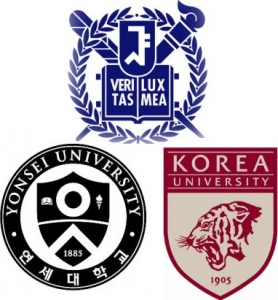 VERI LUX
TAS MEA
YONSEI UNIVERSITY
1885
연세대학교
KOREA
UNIVERSITY
1905